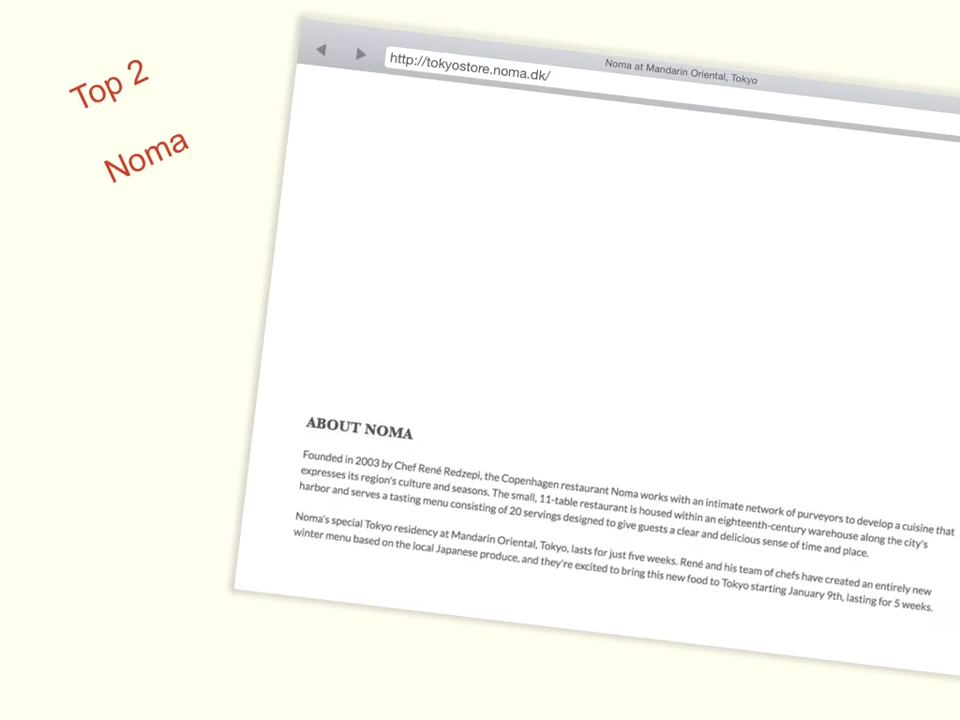 Top 2
Noma
http://tokyostore.noma.dk/
Noma at Mandarin Oriental, Tokyo
ABOUT NOMA
Founded in 2003 by Chef René Redzepi, the Copenhagen restaurant Noma works with an intimate network of purveyors to develop a cuisine that
expresses its region's culture and seasons. The small, 11-table restaurant is housed within an eighteenth-century warehouse along the city's
harbor and serves a tasting menu consisting of 20 servings designed to give guests a clear and delicious sense of time and place.
Noma's special Tokyo residency at Mandarin Oriental, Tokyo, lasts for just five weeks. René and his team of chefs have created an entirely new
winter menu based on the local Japanese produce, and they're excited to bring this new food to Tokyo starting January 9th, lasting for 5 weeks.